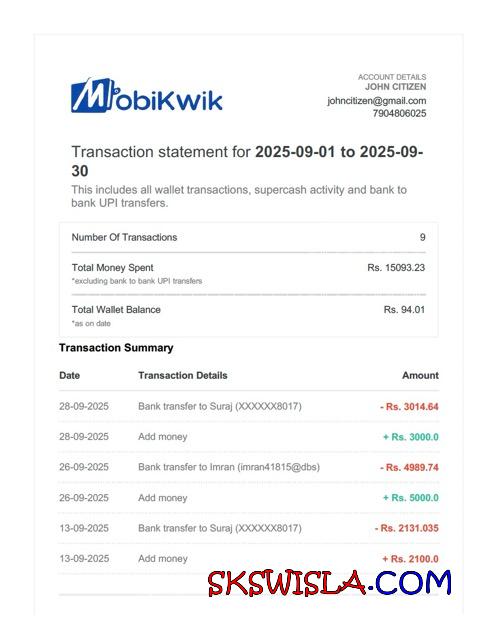 ACCOUNT DETAILS
JOHN CITIZEN
MobiKwik
johncitizen@gmail.com
7904806025
Transaction statement for 2025-09-01 to 2025-09-
30
This includes all wallet transactions, supercash activity and bank to
bank UPI transfers.
Number Of Transactions 9
Total Money Spent Rs. 15093.23
*excluding bank to bank UPI transfers
Total Wallet Balance Rs. 94.01
*as on date
Transaction Summary
Date Transaction Details Amount
28-09-2025 Bank transfer to Suraj (XXXXXX8017) - Rs. 3014.64
28-09-2025 Add money + Rs. 3000.0
26-09-2025 Bank transfer to Imran (imran41815@dbs) - Rs. 4989.74
26-09-2025 Add money + Rs. 5000.0
13-09-2025 Bank transfer to Suraj (XXXXXX8017) - Rs. 2131.035
13-09-2025 Add money + Rs. 2100.0
SKSWISLA.COM